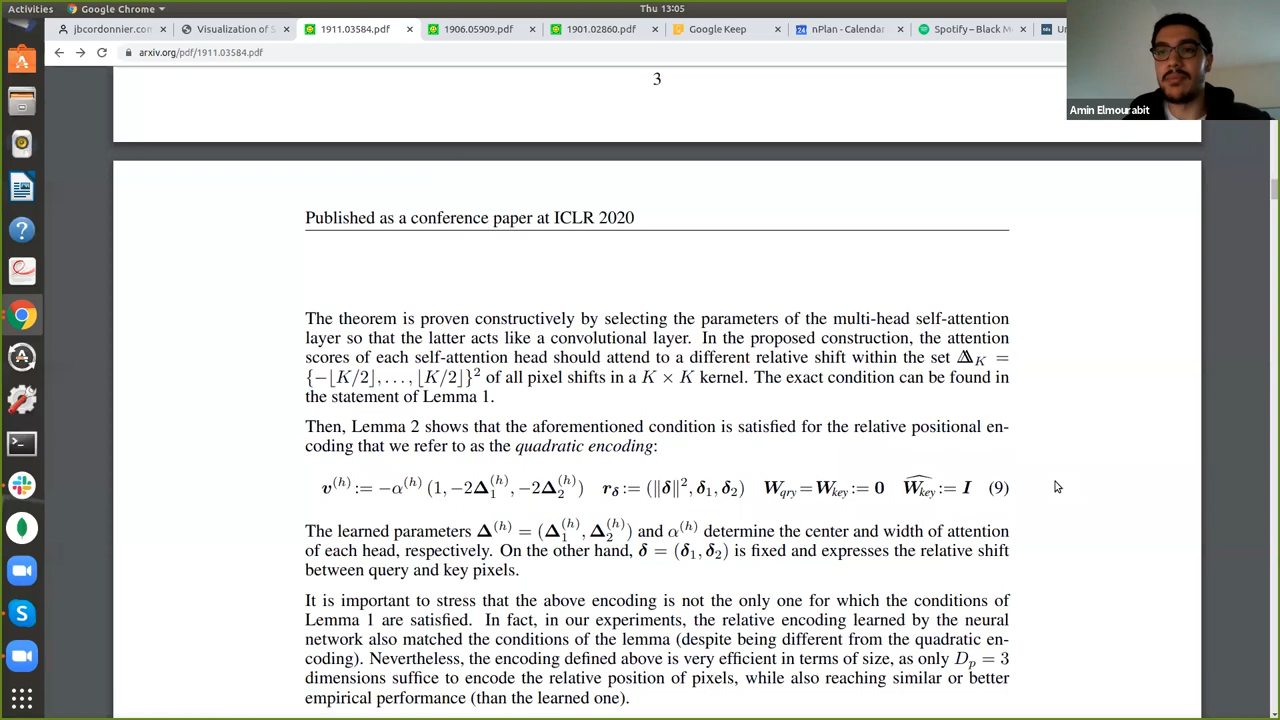 Activities
Google Chrome
Thu 13:05
jbcordonnier.com
Visualization of S
1911.03584.pdf
1906.05909.pdf
1901.02860.pdf
Google Keep
24
nPlan - Calendar
Spotify – Black M
arxiv.org/pdf/1911.03584.pdf
Amin Elmourabit
3
Published as a conference paper at ICLR 2020
The theorem is proven constructively by selecting the parameters of the multi-head self-attention
layer so that the latter acts like a convolutional layer. In the proposed construction, the attention
scores of each self-attention head should attend to a different relative shift within the set 𝚫_K =
{−⌊K/2⌋, . . . , ⌊K/2⌋}² of all pixel shifts in a K × K kernel. The exact condition can be found in
the statement of Lemma 1.
Then, Lemma 2 shows that the aforementioned condition is satisfied for the relative positional en-
coding that we refer to as the quadratic encoding:
v^(h) := −α^(h) (1, −2Δ₁^(h), −2Δ₂^(h)) r_δ := (‖δ‖², δ₁, δ₂) W_qry = W_key := 0 Ŵ_key := I (9)
The learned parameters Δ^(h) = (Δ₁^(h), Δ₂^(h)) and α^(h) determine the center and width of attention
of each head, respectively. On the other hand, δ = (δ₁, δ₂) is fixed and expresses the relative shift
between query and key pixels.
It is important to stress that the above encoding is not the only one for which the conditions of
Lemma 1 are satisfied. In fact, in our experiments, the relative encoding learned by the neural
network also matched the conditions of the lemma (despite being different from the quadratic en-
coding). Nevertheless, the encoding defined above is very efficient in terms of size, as only D_p = 3
dimensions suffice to encode the relative position of pixels, while also reaching similar or better
empirical performance (than the learned one).